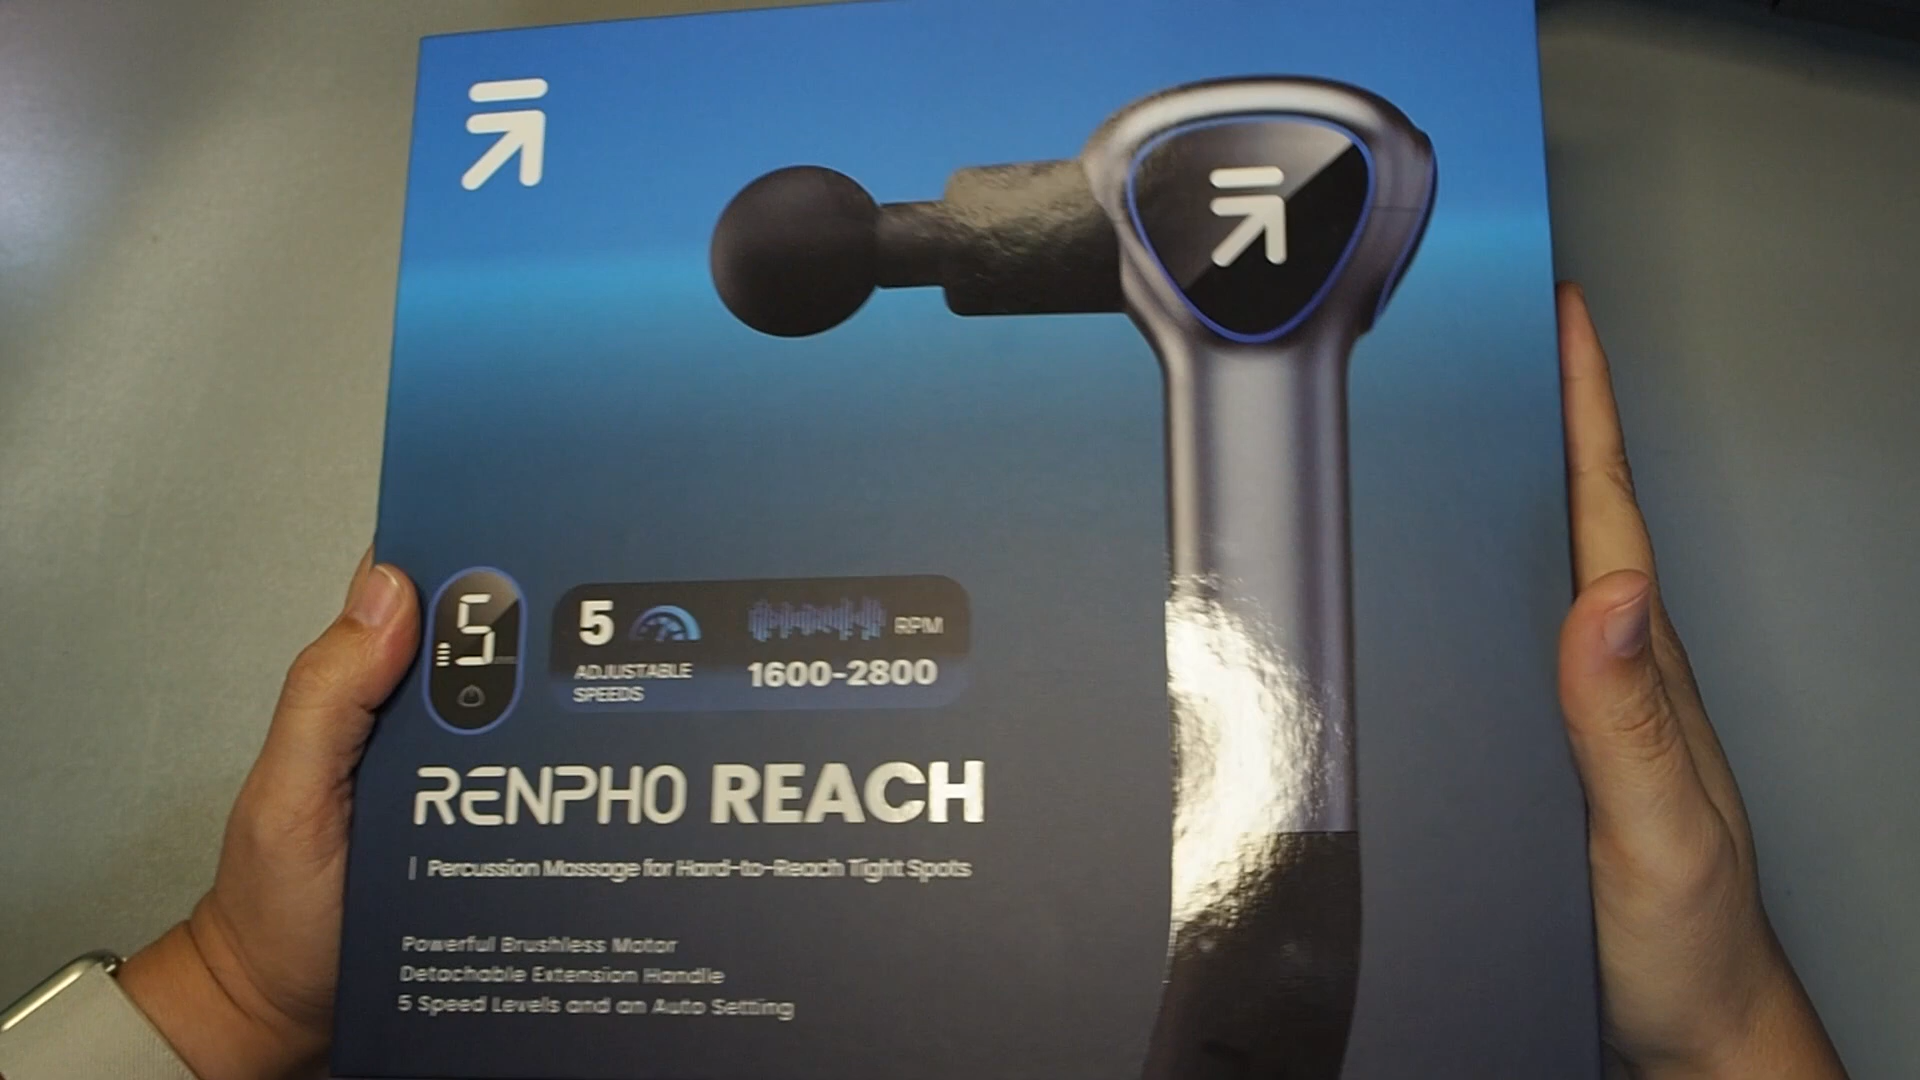 5
5
ADJUSTABLE
SPEEDS
RPM
1600-2800
RENPHO REACH
| Percussion Massage for Hard-to-Reach Tight Spots
Powerful Brushless Motor
Detachable Extension Handle
5 Speed Levels and an Auto Setting